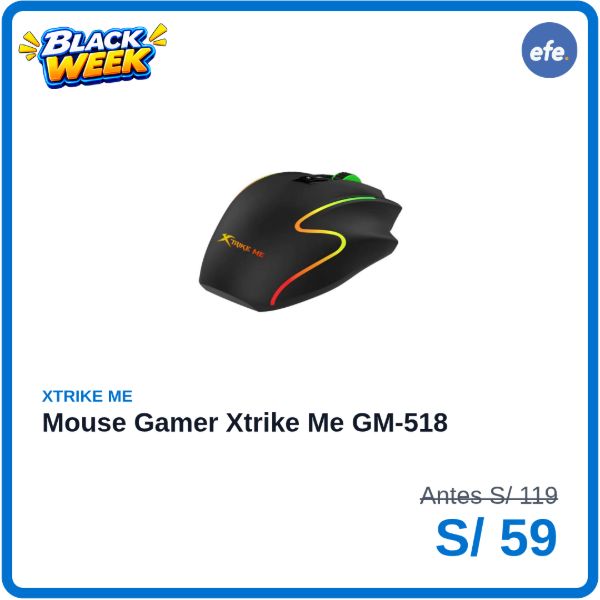 BLACK
WEEK
efe.
XTRIKE ME
XTRIKE ME
Mouse Gamer Xtrike Me GM-518
Antes S/ 119
S/ 59